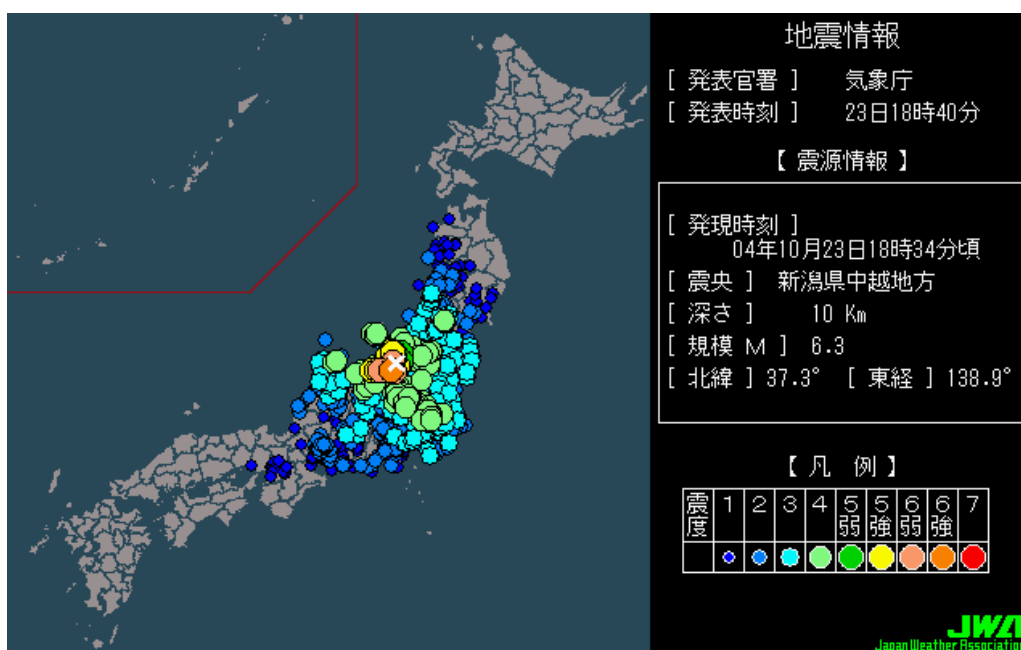 地震情報
[ 発表官署 ] 気象庁
[ 発表時刻 ] 23日18時40分
【 震源情報 】
[ 発現時刻 ]
04年10月23日18時34分頃
[ 震央 ] 新潟県中越地方
[ 深さ ] 10 Km
[ 規模 M ] 6.3
[ 北緯 ] 37.3° [ 東経 ] 138.9°
【 凡 例 】
震度 1 2 3 4 5弱 5強 6弱 6強 7
JWA
Japan Weather Association